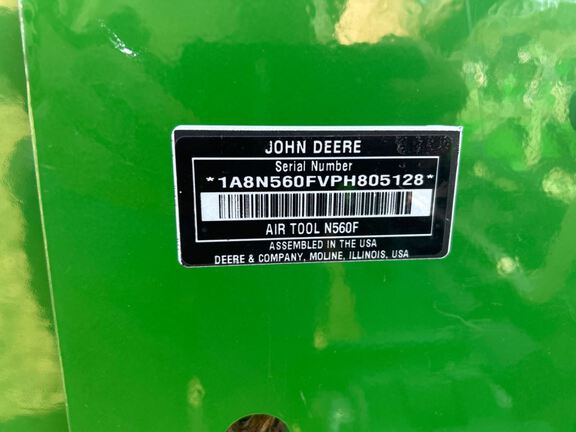 JOHN DEERE
Serial Number
*1A8N560FVPH805128*
AIR TOOL N560F
ASSEMBLED IN THE USA
DEERE & COMPANY, MOLINE, ILLINOIS, USA